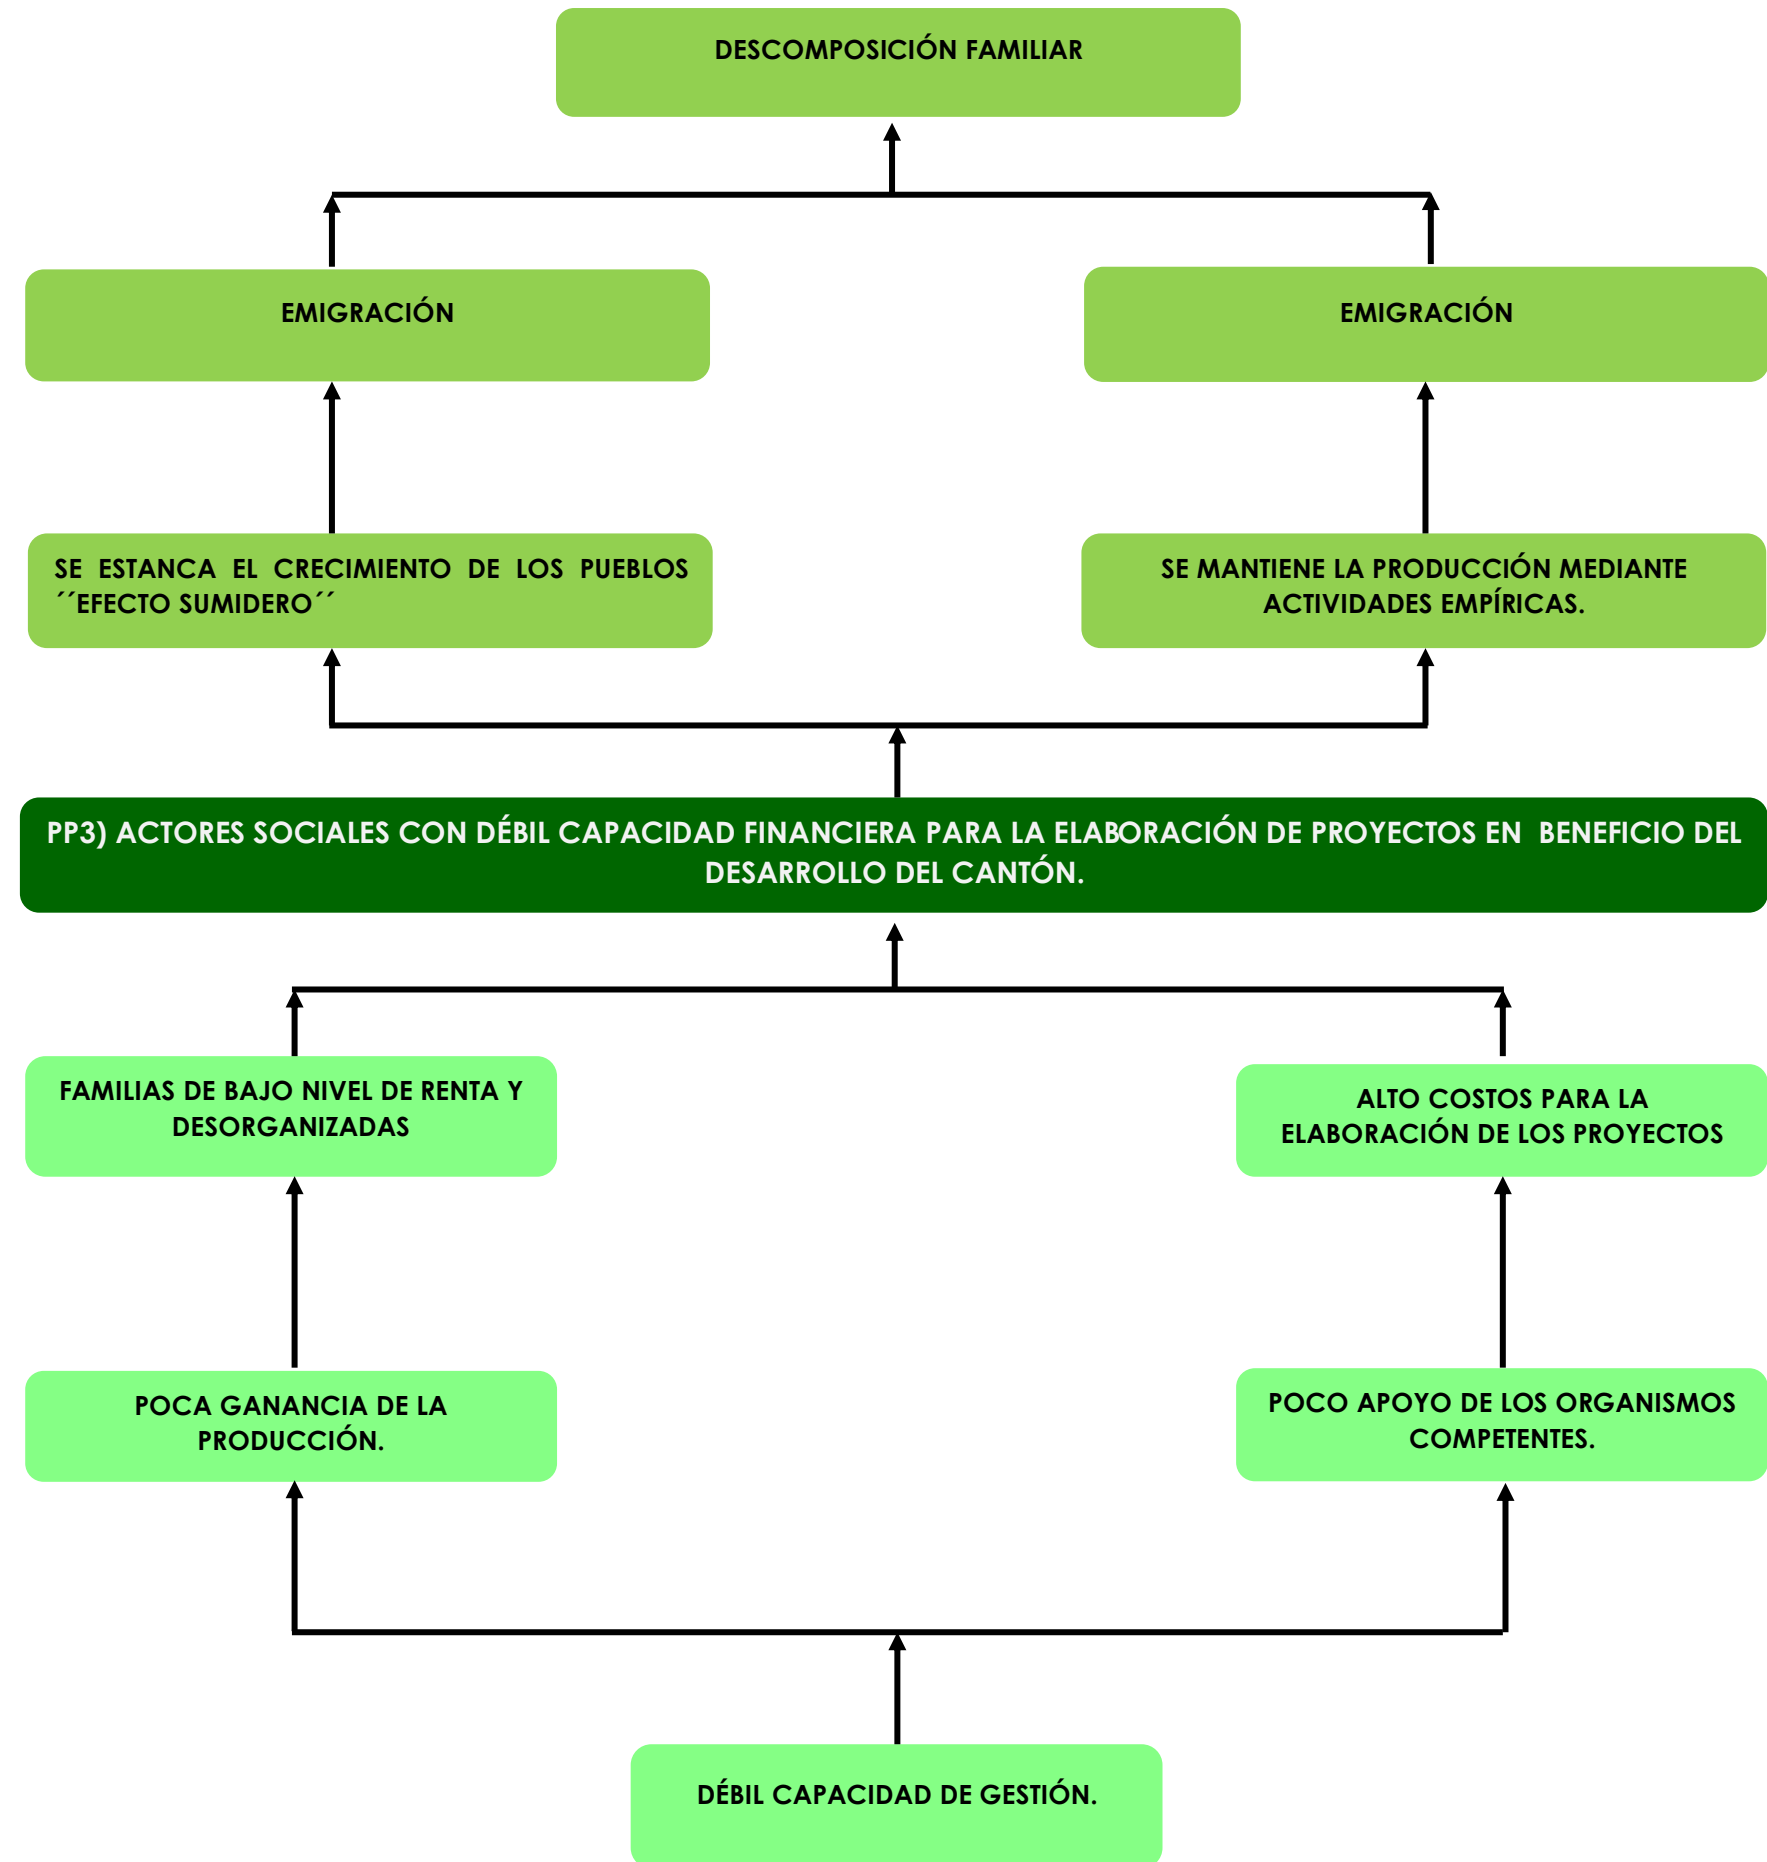 DESCOMPOSICIÓN FAMILIAR
EMIGRACIÓN
EMIGRACIÓN
SE ESTANCA EL CRECIMIENTO DE LOS PUEBLOS
´´EFECTO SUMIDERO´´
SE MANTIENE LA PRODUCCIÓN MEDIANTE
ACTIVIDADES EMPÍRICAS.
PP3) ACTORES SOCIALES CON DÉBIL CAPACIDAD FINANCIERA PARA LA ELABORACIÓN DE PROYECTOS EN BENEFICIO DEL
DESARROLLO DEL CANTÓN.
FAMILIAS DE BAJO NIVEL DE RENTA Y
DESORGANIZADAS
ALTO COSTOS PARA LA
ELABORACIÓN DE LOS PROYECTOS
POCA GANANCIA DE LA
PRODUCCIÓN.
POCO APOYO DE LOS ORGANISMOS
COMPETENTES.
DÉBIL CAPACIDAD DE GESTIÓN.